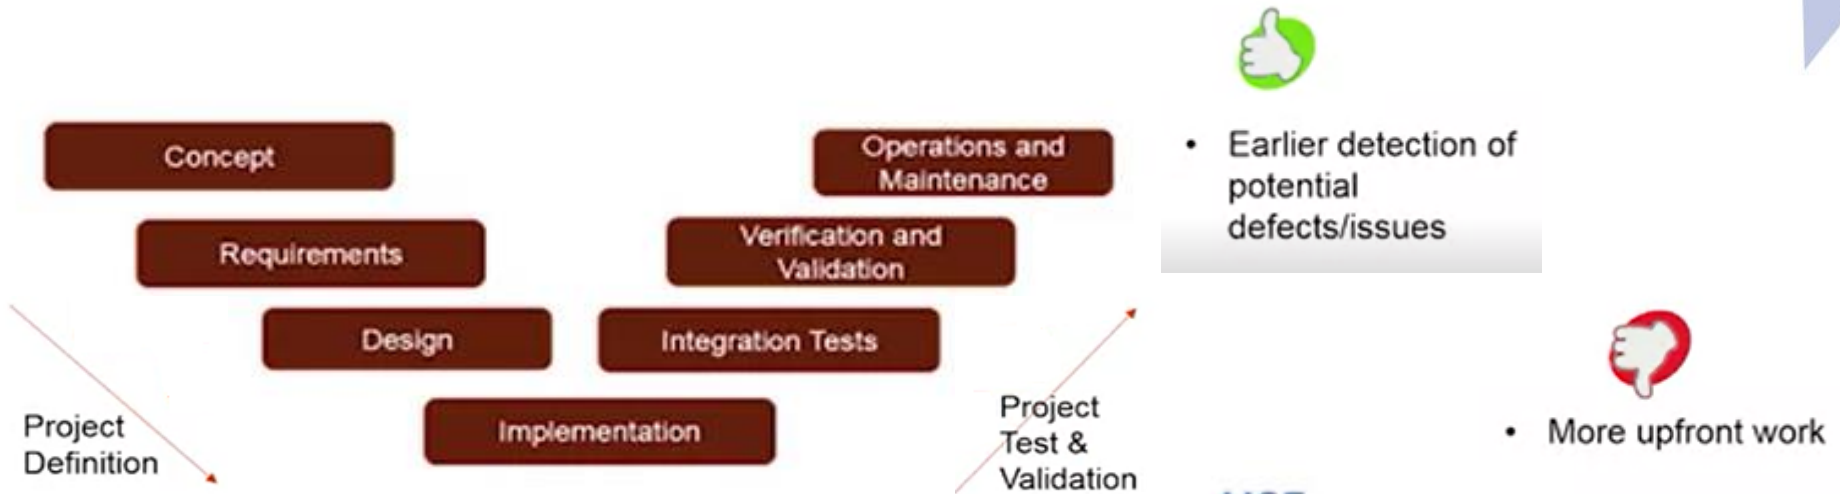 Concept
Requirements
Design
Implementation
Integration Tests
Verification and
Validation
Operations and
Maintenance
Project
Definition
Project
Test &
Validation
• Earlier detection of
potential
defects/issues
• More upfront work